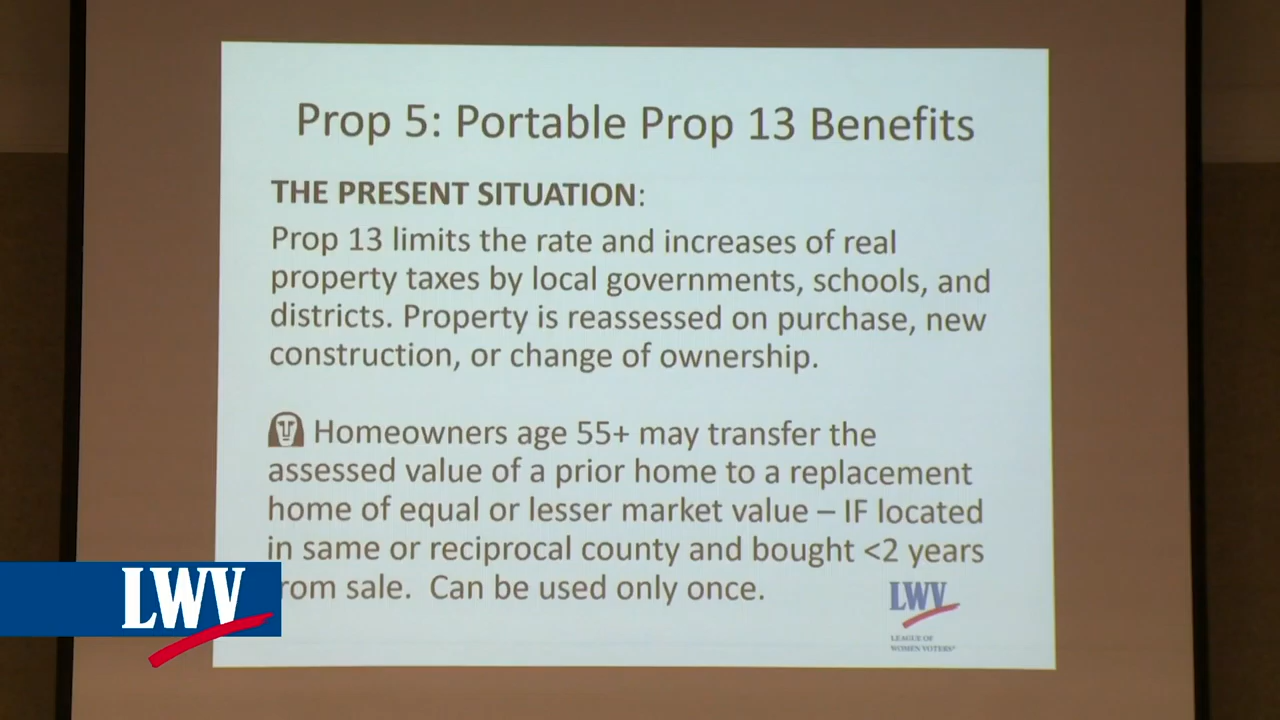 Prop 5: Portable Prop 13 Benefits
THE PRESENT SITUATION:
Prop 13 limits the rate and increases of real
property taxes by local governments, schools, and
districts. Property is reassessed on purchase, new
construction, or change of ownership.
Homeowners age 55+ may transfer the
assessed value of a prior home to a replacement
home of equal or lesser market value – IF located
in same or reciprocal county and bought <2 years
rom sale. Can be used only once.
LWV
LEAGUE OF
WOMEN VOTERS®
LWV